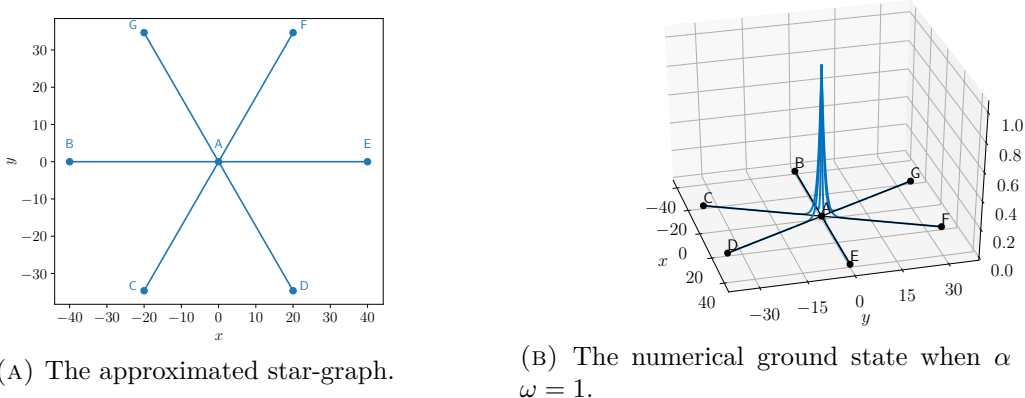 G
F
30
20
10
B
A
E
0
−10
−20
−30
C
D
−40 −30 −20 −10 0 10 20 30 40
x
y
(A) The approximated star-graph.
1.0
0.8
0.6
0.4
0.2
0.0
B
G
C
A
F
D
E
−40
−20
0
20
40
x
−30 −15 0 15 30
y
(B) The numerical ground state when α
ω = 1.